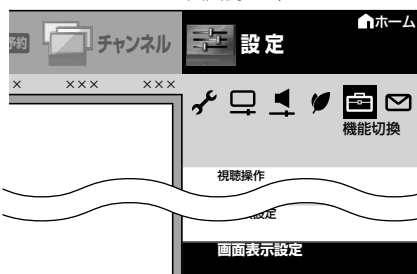 ホーム
予約 チャンネル 設定
× ××× ×××
機能切換
視聴操作
設定
画面表示設定